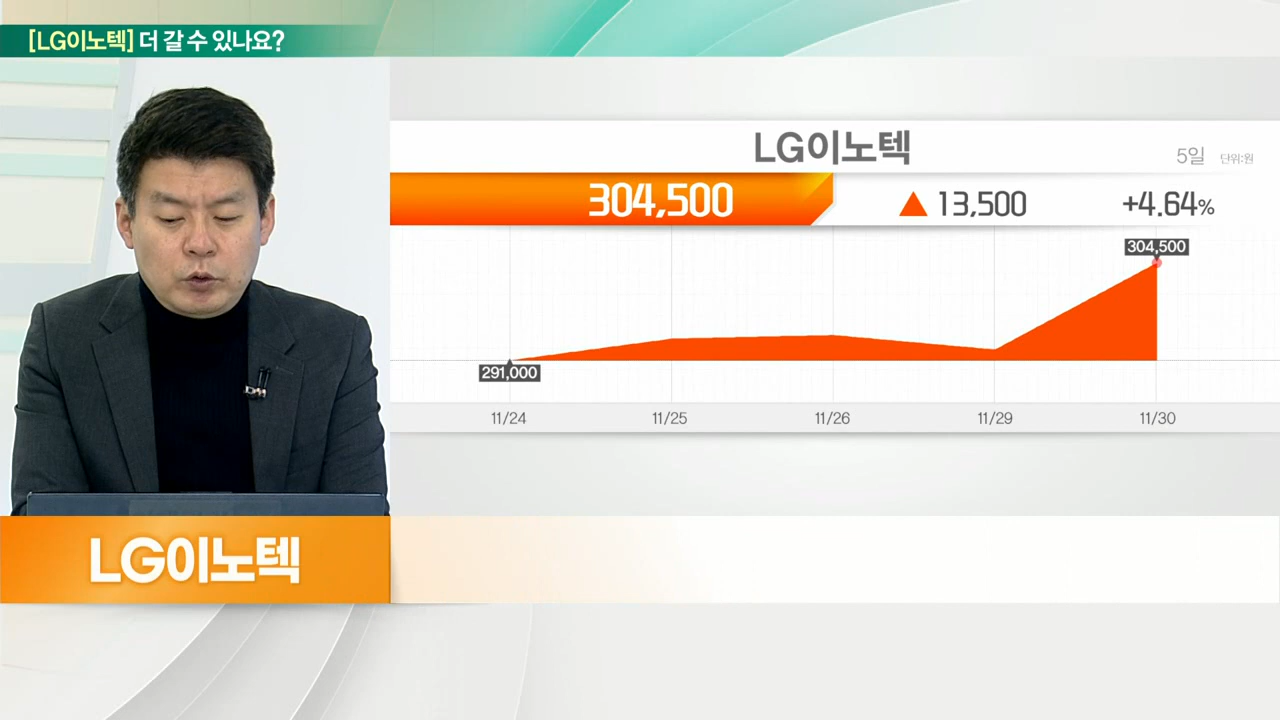 [LG이노텍] 더 갈 수 있나요?
LG이노텍
5일 단위:원
304,500 ▲ 13,500 +4.64%
304,500
291,000
11/24 11/25 11/26 11/29 11/30
LG이노텍